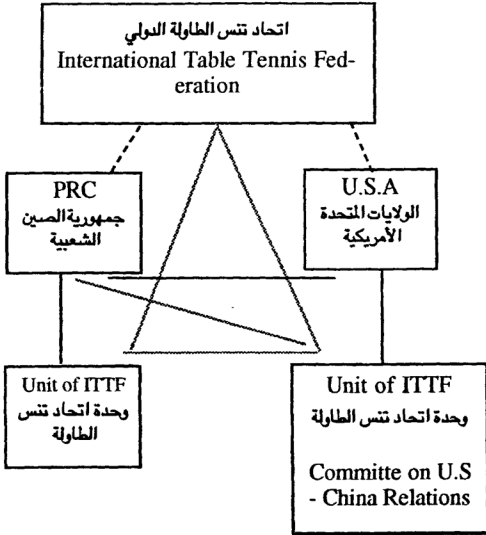 اتحاد تنس الطاولة الدولي
International Table Tennis Fed-
eration
PRC
جمهورية الصين
الشعبية
U.S.A
الولايات المتحدة
الأمريكية
Unit of ITTF
وحدة اتحاد تنس
الطاولة
Unit of ITTF
وحدة اتحاد تنس الطاولة
Committe on U.S
- China Relations